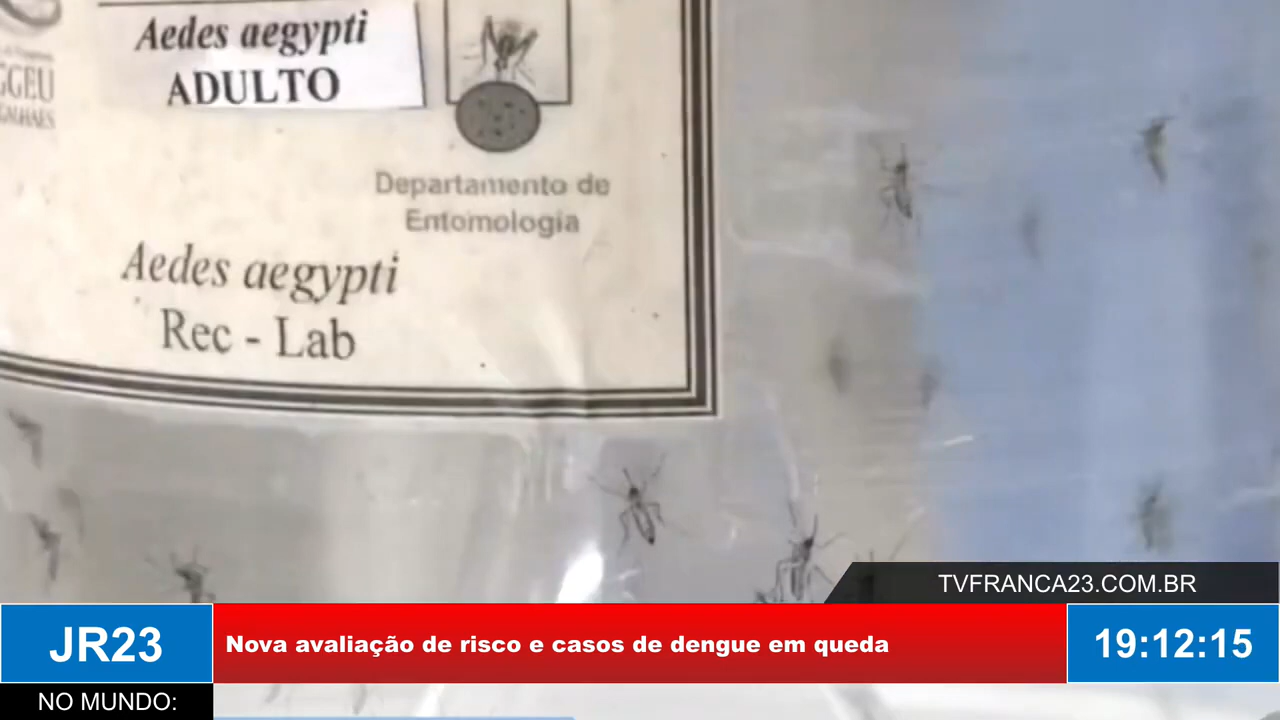 Aedes aegypti
ADULTO
GGEU
Departamento de
Entomologia
Aedes aegypti
Rec - Lab
TVFRANCA23.COM.BR
JR23
Nova avaliação de risco e casos de dengue em queda
19:12:15
NO MUNDO: